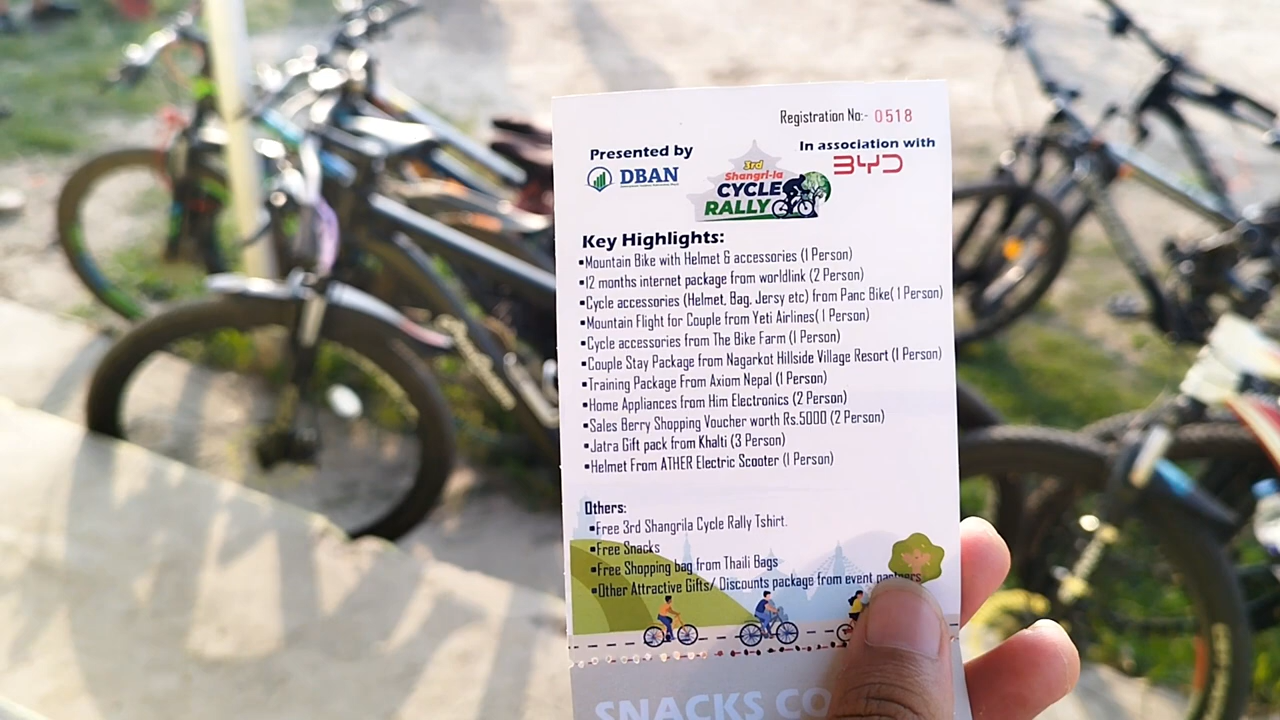 Registration No:- 0518
Presented by
In association with
DBAN
BYD
3rd
Shangri-la
CYCLE
RALLY
Key Highlights:
▪Mountain Bike with Helmet & accessories (1 Person)
▪12 months internet package from worldlink (2 Person)
▪Cycle accessories (Helmet, Bag, Jersy etc) from Panc Bike( 1 Person)
▪Mountain Flight for Couple from Yeti Airlines( 1 Person)
▪Cycle accessories from The Bike Farm (1 Person)
▪Couple Stay Package from Nagarkot Hillside Village Resort (1 Person)
▪Training Package From Axiom Nepal (1 Person)
▪Home Appliances from Him Electronics (2 Person)
▪Sales Berry Shopping Voucher worth Rs.5000 (2 Person)
▪Jatra Gift pack from Khalti (3 Person)
▪Helmet From ATHER Electric Scooter (1 Person)
Others:
▪Free 3rd Shangrila Cycle Rally Tshirt.
▪Free Snacks
▪Free Shopping bag from Thaili Bags
▪Other Attractive Gifts/ Discounts package from event partners
SNACKS CO